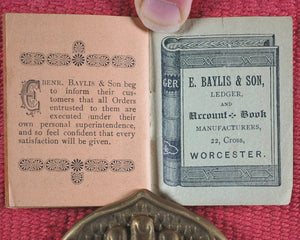 EBENR. BAYLIS & Son beg
to inform their cus-
tomers that all Orders
entrusted to them are
executed under their
own personal superintendence,
and so feel confident that every
satisfaction will be given.
GER
E. BAYLIS & SON,
LEDGER,
AND
Account Book
MANUFACTURERS,
22, Cross,
WORCESTER.